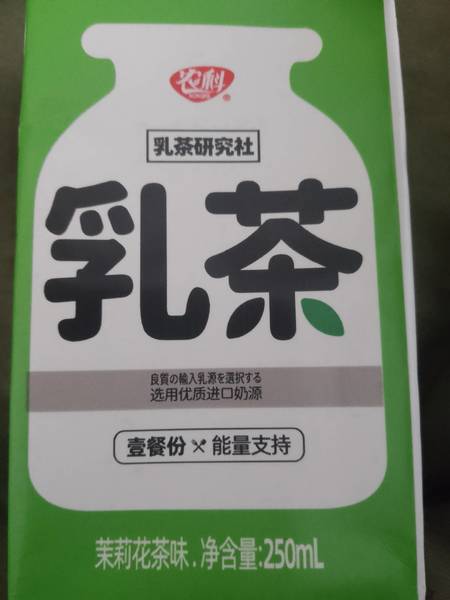 农科
乳茶研究社
乳茶
良質の輸入乳源を選択する
选用优质进口奶源
壹餐份 × 能量支持
茉莉花茶味.净含量:250mL